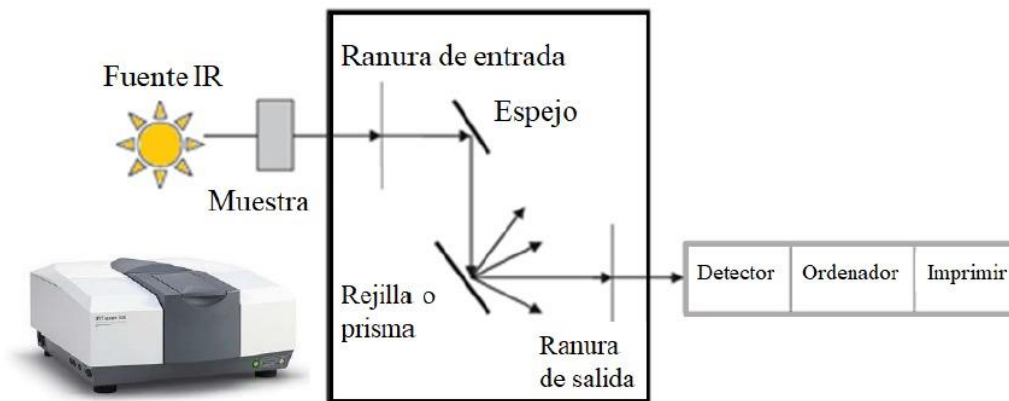 Fuente IR
Muestra
Ranura de entrada
Espejo
Rejilla o
prisma
Ranura
de salida
Detector
Ordenador
Imprimir